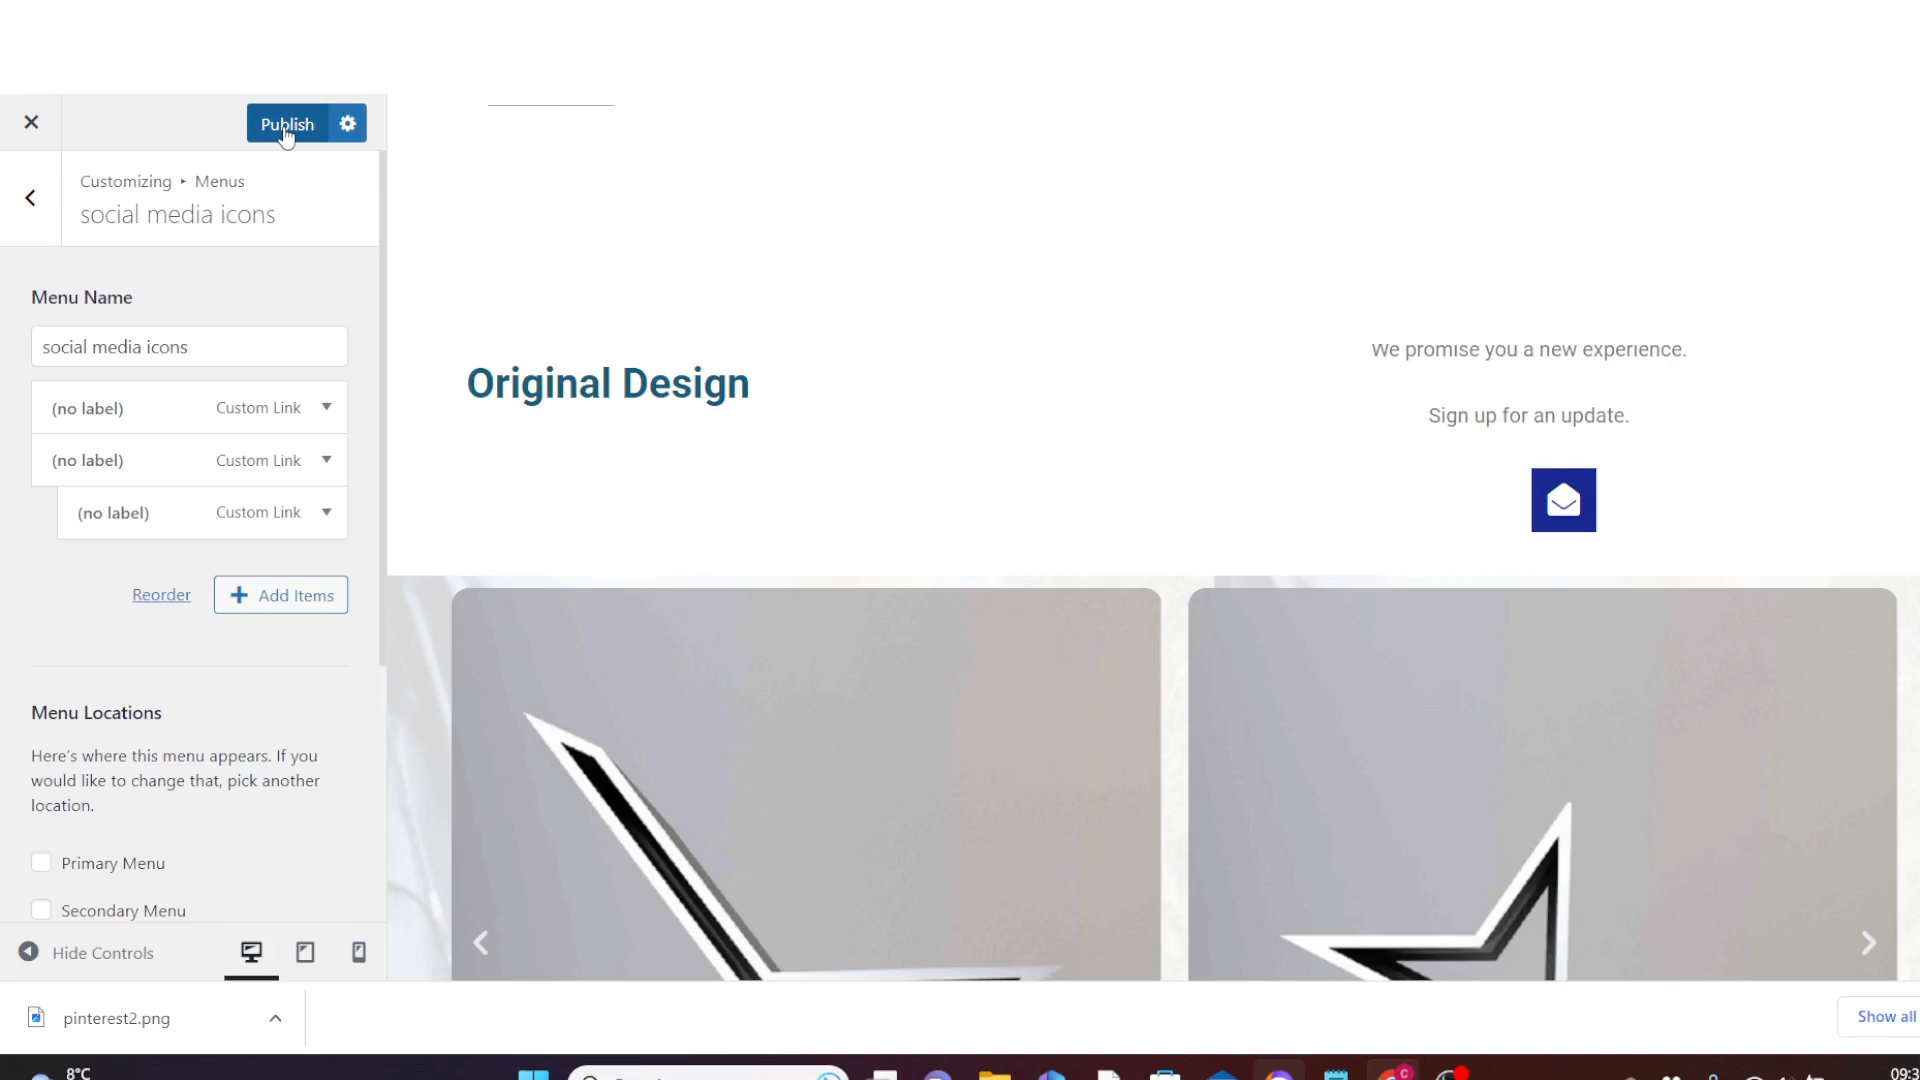 Publish
Customizing ▸ Menus
social media icons
Menu Name
social media icons
(no label) Custom Link
(no label) Custom Link
(no label) Custom Link
Reorder
Add Items
Menu Locations
Here's where this menu appears. If you
would like to change that, pick another
location.
Primary Menu
Secondary Menu
Hide Controls
Original Design
We promise you a new experience.
Sign up for an update.
pinterest2.png
Show all
8°C
C
09:3